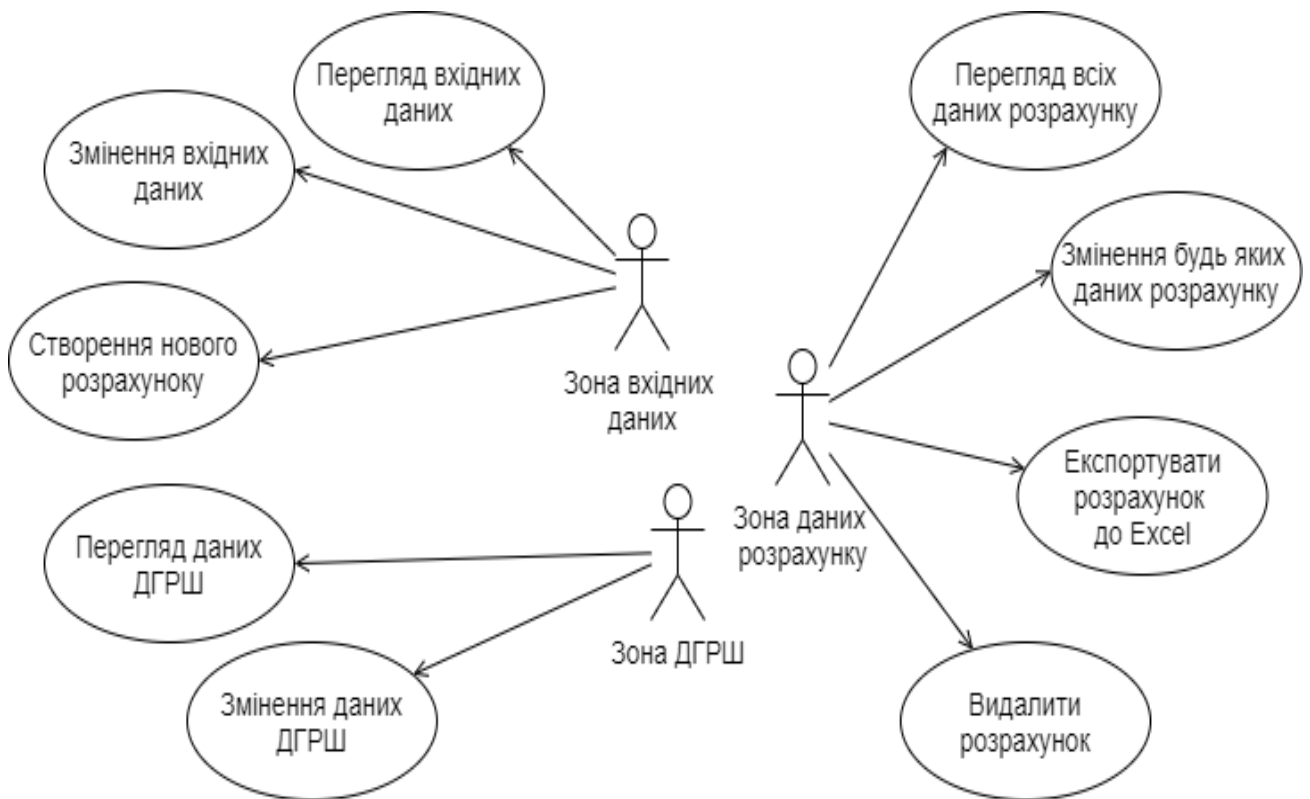 Перегляд вхідних
даних
Перегляд всіх
даних розрахунку
Змінення вхідних
даних
Змінення будь яких
даних розрахунку
Створення нового
розрахуноку
Зона вхідних
даних
Експортувати
розрахунок
до Excel
Зона даних
розрахунку
Перегляд даних
ДГРШ
Зона ДГРШ
Змінення даних
ДГРШ
Видалити
розрахунок